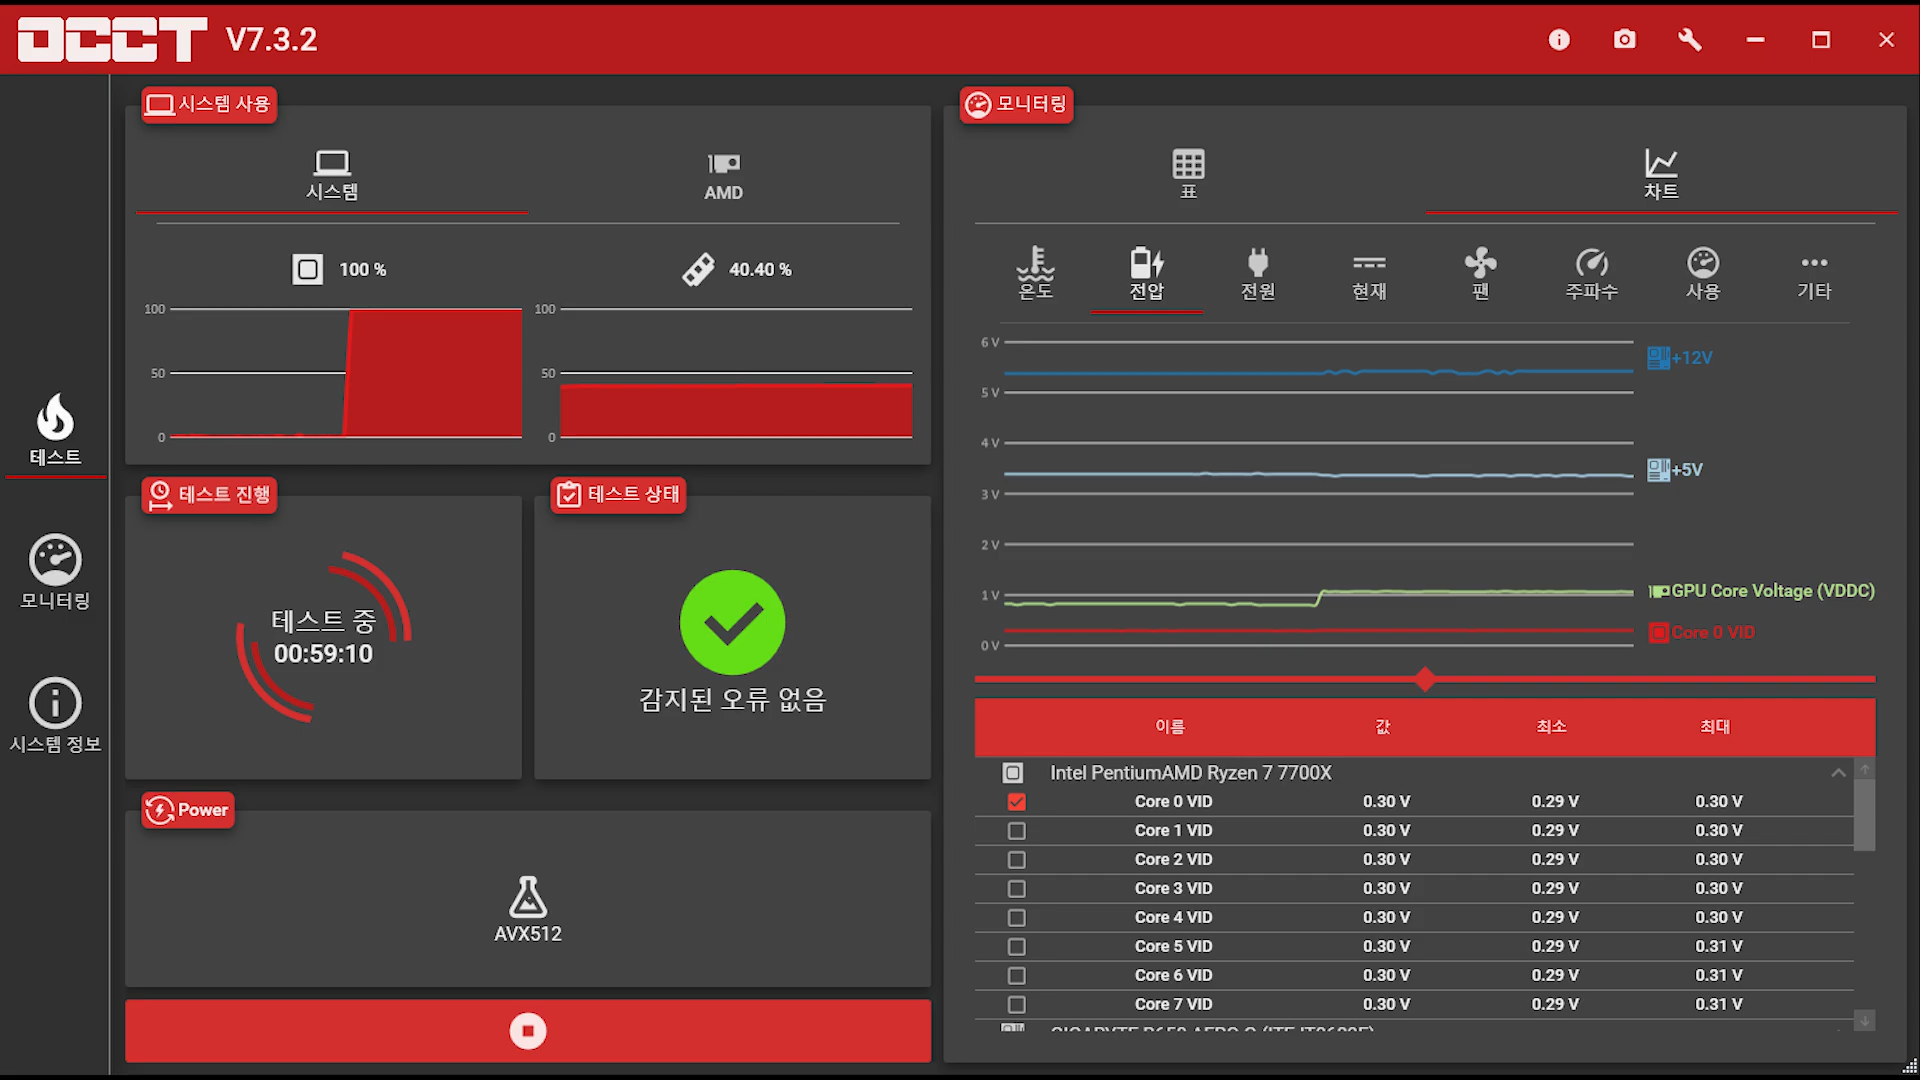 OCCT V7.3.2
시스템 사용
시스템
AMD
100 %
40.40 %
100
50
0
100
50
0
테스트
모니터링
시스템 정보
테스트 진행
테스트 중
00:59:10
테스트 상태
감지된 오류 없음
Power
AVX512
모니터링
표
차트
온도
전압
전원
현재
팬
주파수
사용
기타
6 V
5 V
4 V
3 V
2 V
1 V
0 V
+12V
+5V
GPU Core Voltage (VDDC)
Core 0 VID
이름 값 최소 최대
Intel PentiumAMD Ryzen 7 7700X
Core 0 VID 0.30 V 0.29 V 0.30 V
Core 1 VID 0.30 V 0.29 V 0.30 V
Core 2 VID 0.30 V 0.29 V 0.30 V
Core 3 VID 0.30 V 0.29 V 0.30 V
Core 4 VID 0.30 V 0.29 V 0.30 V
Core 5 VID 0.30 V 0.29 V 0.31 V
Core 6 VID 0.30 V 0.29 V 0.31 V
Core 7 VID 0.30 V 0.29 V 0.31 V